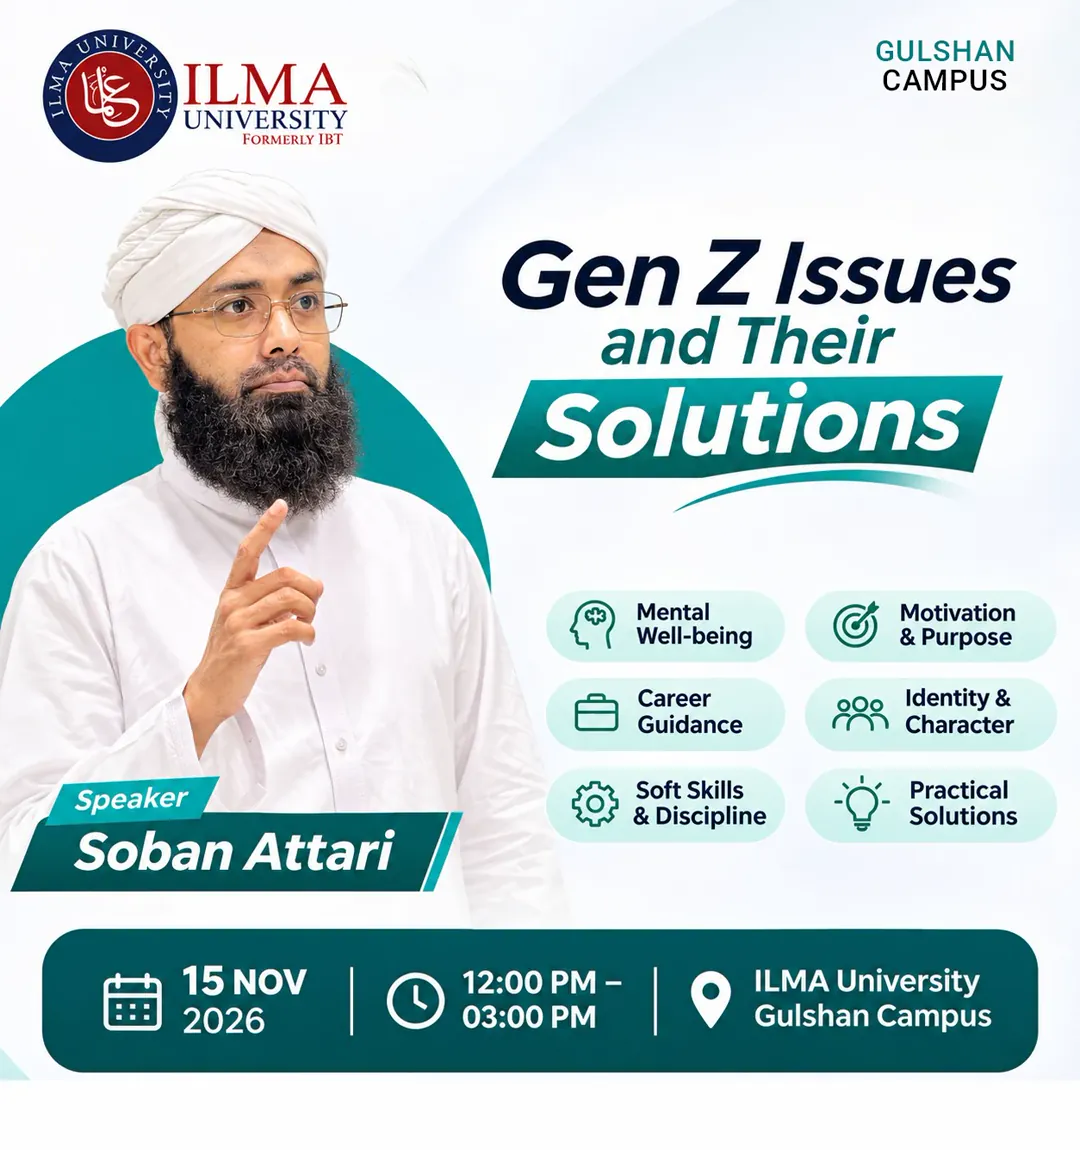 ILMA UNIVERSITY
ILMA
UNIVERSITY
FORMERLY IBT
GULSHAN
CAMPUS
Gen Z Issues
and Their
Solutions
Mental
Well-being
Motivation
& Purpose
Career
Guidance
Identity &
Character
Soft Skills
& Discipline
Practical
Solutions
Speaker
Soban Attari
15 NOV
2026
12:00 PM –
03:00 PM
ILMA University
Gulshan Campus